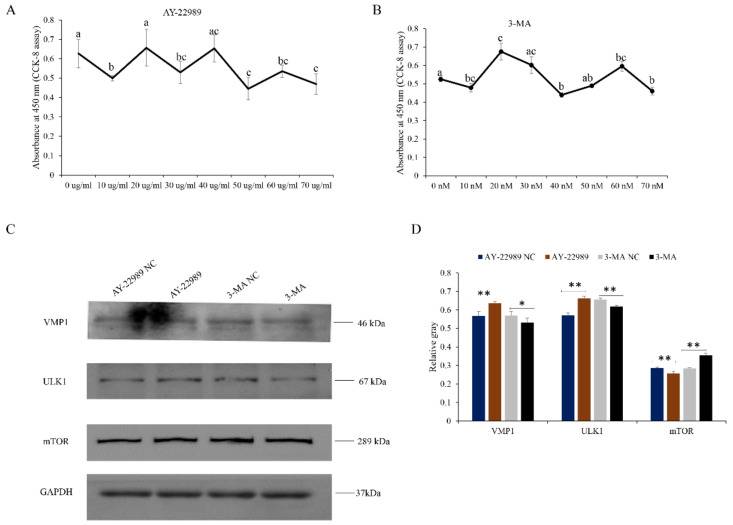 A
AY-22989
Absorbance at 450 nm (CCK-8 assay)
0.8
0.7
0.6
0.5
0.4
0.3
0.2
0.1
0
a
b
a
bc
ac
c
bc
c
0 ug/ml 10 ug/ml 20 ug/ml 30 ug/ml 40 ug/ml 50 ug/ml 60 ug/ml 70 ug/ml
B
3-MA
Absorbance at 450 nm (CCK-8 assay)
0.8
0.7
0.6
0.5
0.4
0.3
0.2
0.1
0
a
bc
c
ac
b
ab
bc
b
0 nM 10 nM 20 nM 30 nM 40 nM 50 nM 60 nM 70 nM
C
AY-22989 NC
AY-22989
3-MA NC
3-MA
VMP1
46 kDa
ULK1
67 kDa
mTOR
289 kDa
GAPDH
37kDa
D
AY-22989 NC AY-22989 3-MA NC 3-MA
Relative gray
0.8
0.7
0.6
0.5
0.4
0.3
0.2
0.1
0
**
*
**
**
**
**
VMP1 ULK1 mTOR